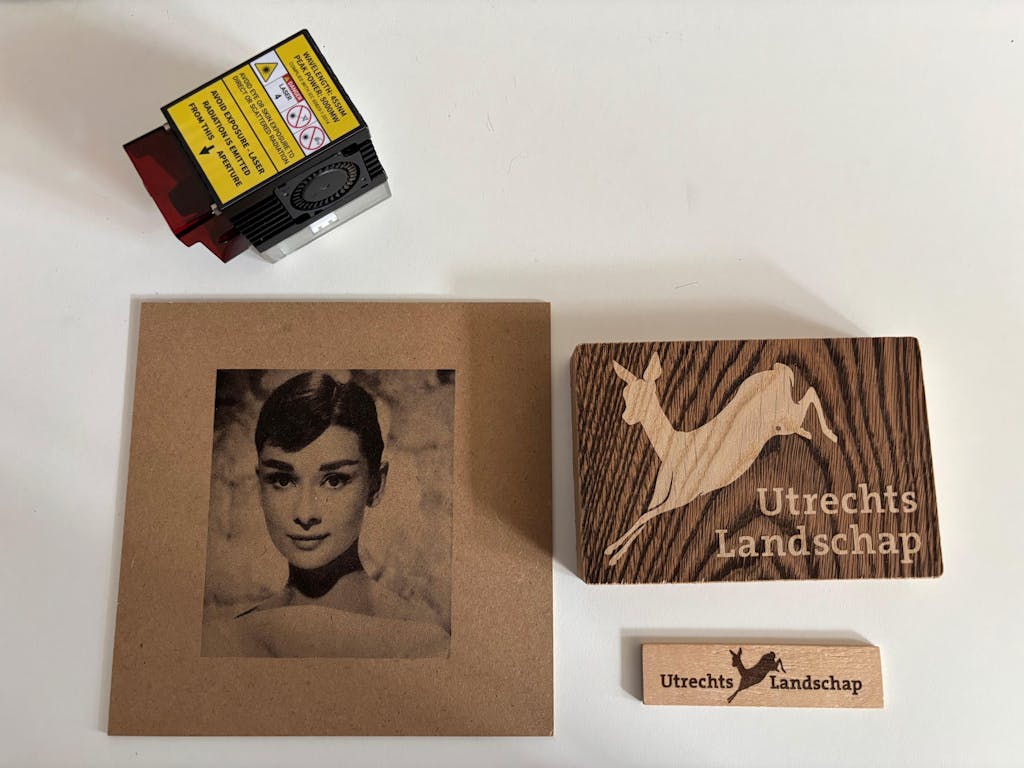 WAVELENGTH: 455NM
PEAK POWER: 5000MW
DANGER
LASER
4
AVOID EYE OR SKIN EXPOSURE TO
DIRECT OR SCATTERED RADIATION
AVOID EXPOSURE - LASER
RADIATION IS EMITTED
FROM THIS APERTURE
Utrechts
Landschap
Utrechts Landschap